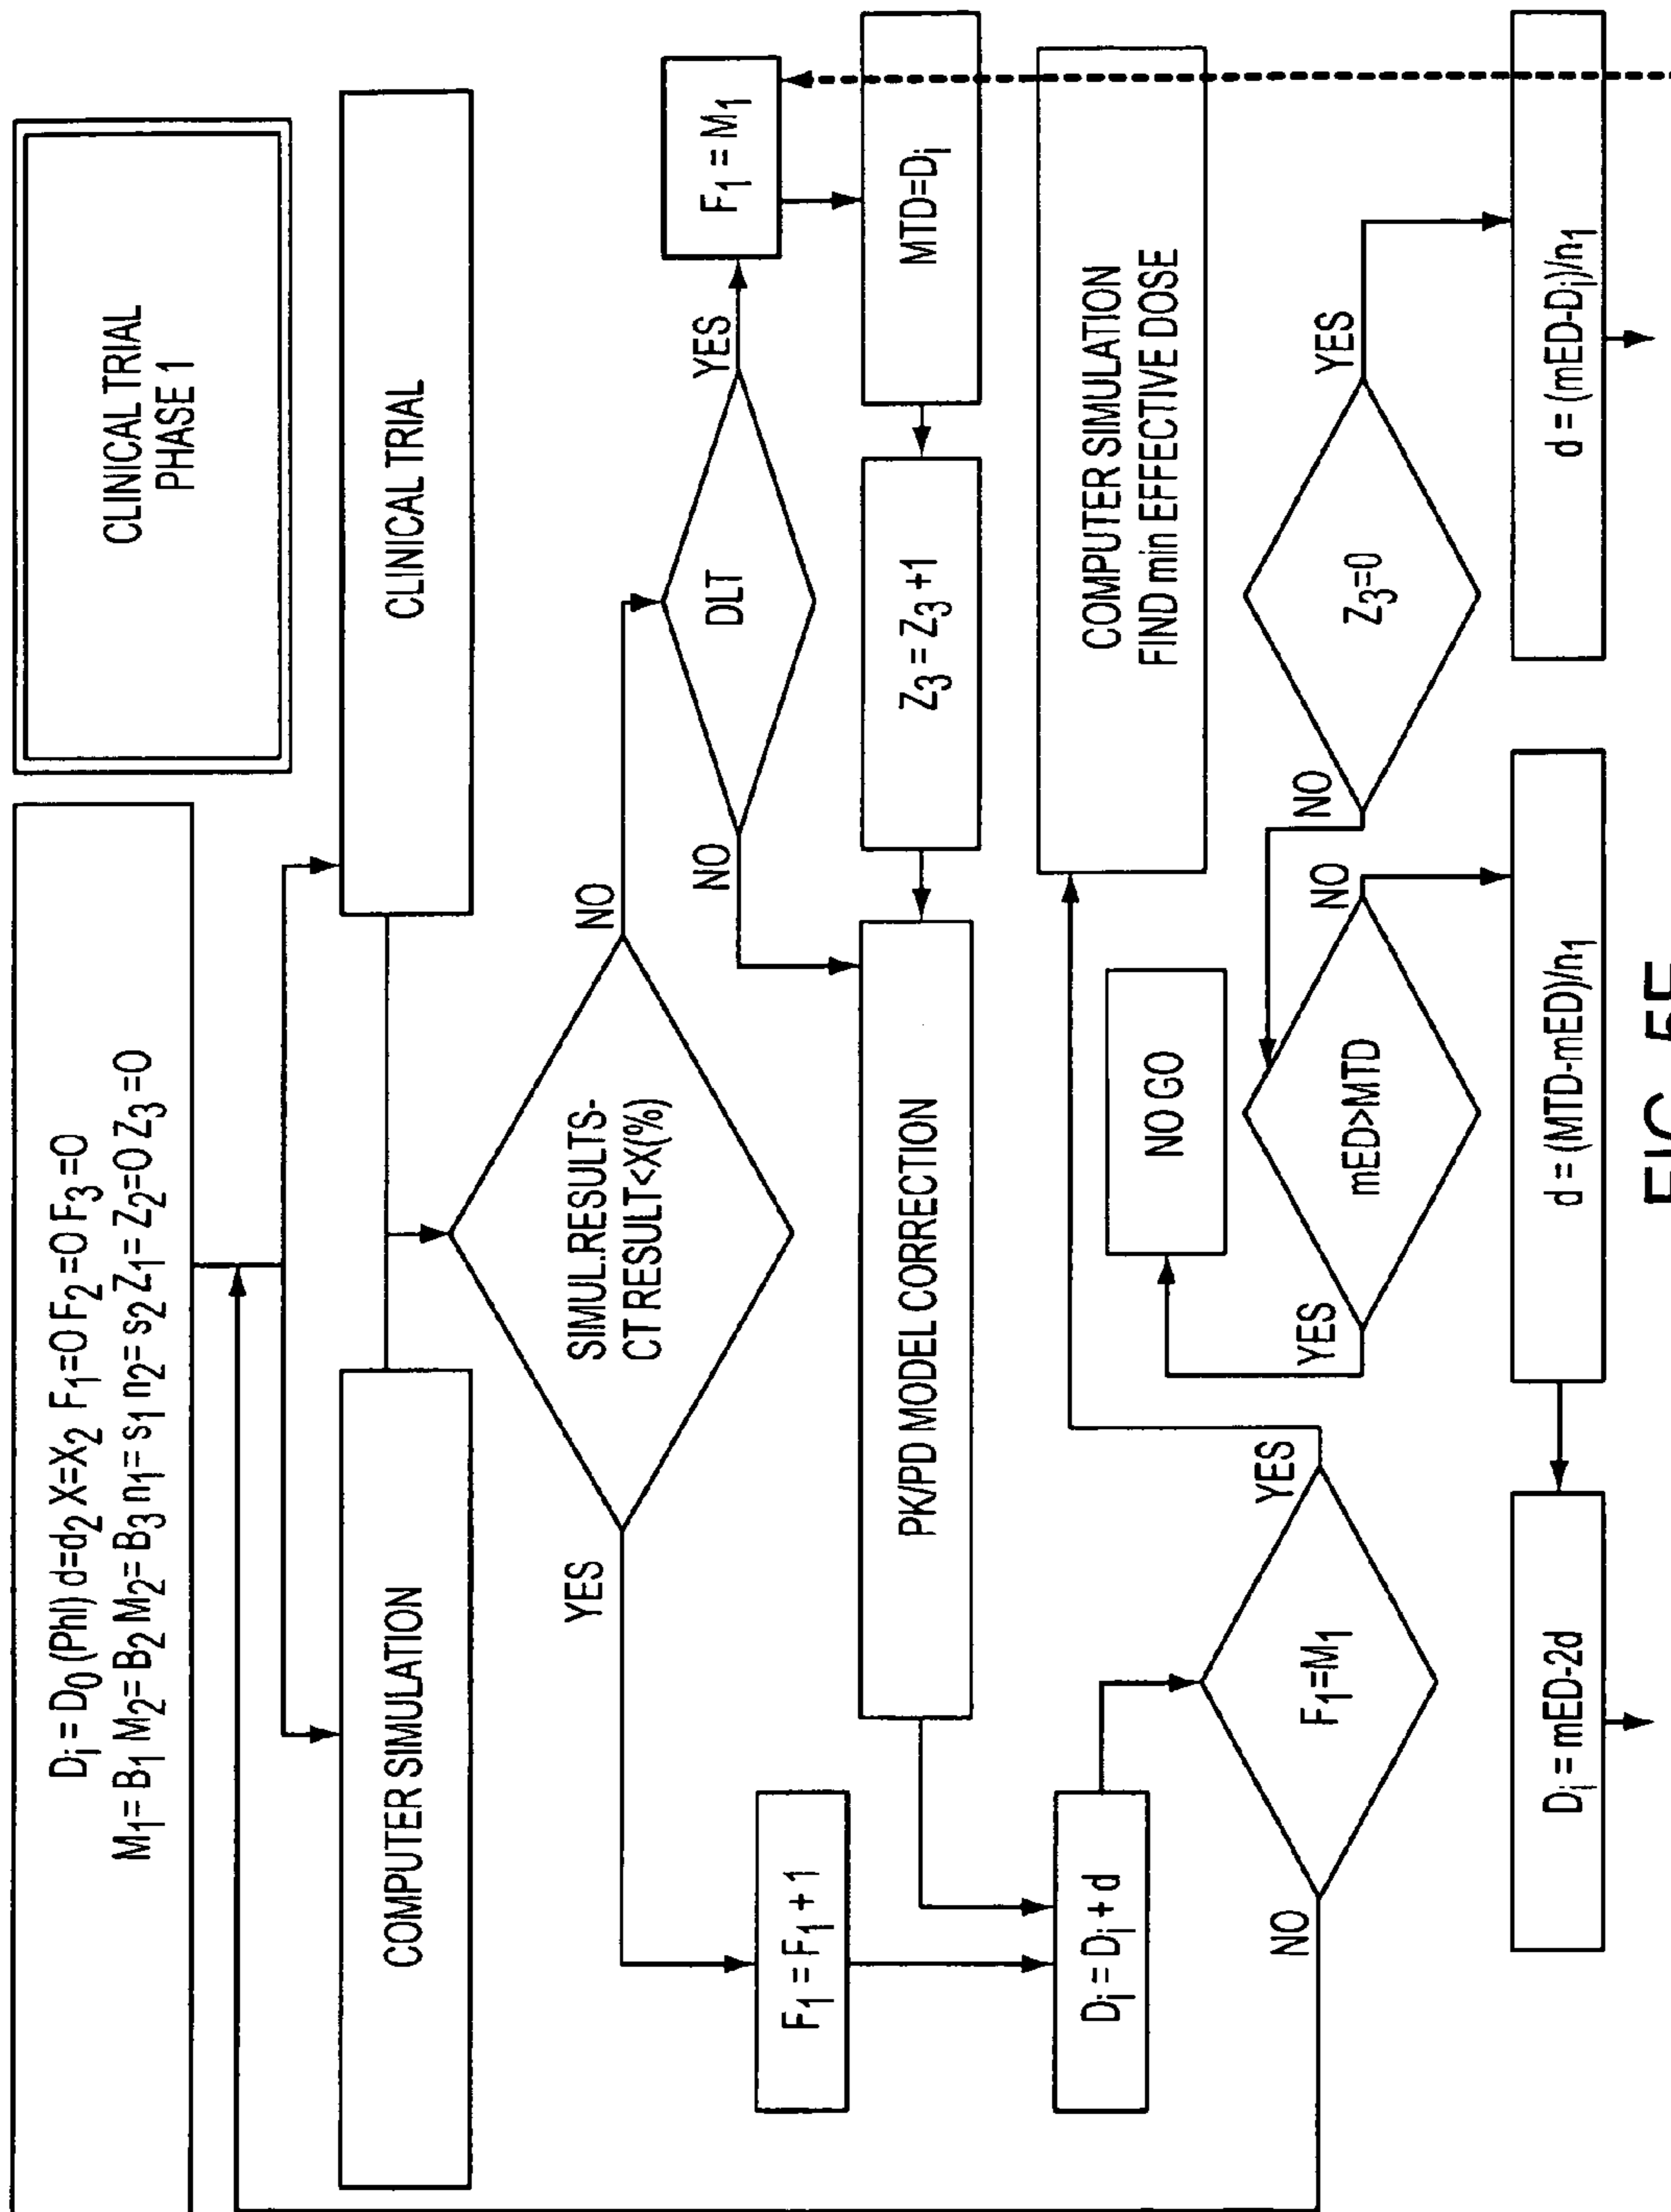 Di = D0 (PhI) d=d2 X=X2 F1=0 F2=0 F3=0
M1= B1 M2= B2 M2= B3 n1= s1 n2= s2 Z1= Z2=0 Z3=0
CLINICAL TRIAL
PHASE 1
COMPUTER SIMULATION
CLINICAL TRIAL
SIMUL.RESULTS-
CT RESULT<X(%)
YES
NO
DLT
NO
YES
F1 = M1
F1 = F1 + 1
PK/PD MODEL CORRECTION
Z3 = Z3 +1
MTD=Di
Di = Di + d
COMPUTER SIMULATION
FIND min EFFECTIVE DOSE
F1=M1
NO
YES
NO GO
mED>MTD
YES
NO
Z3=0
NO
YES
Di = mED-2d
d = (MTD-mED)/n1
d = (mED-Di)/n1